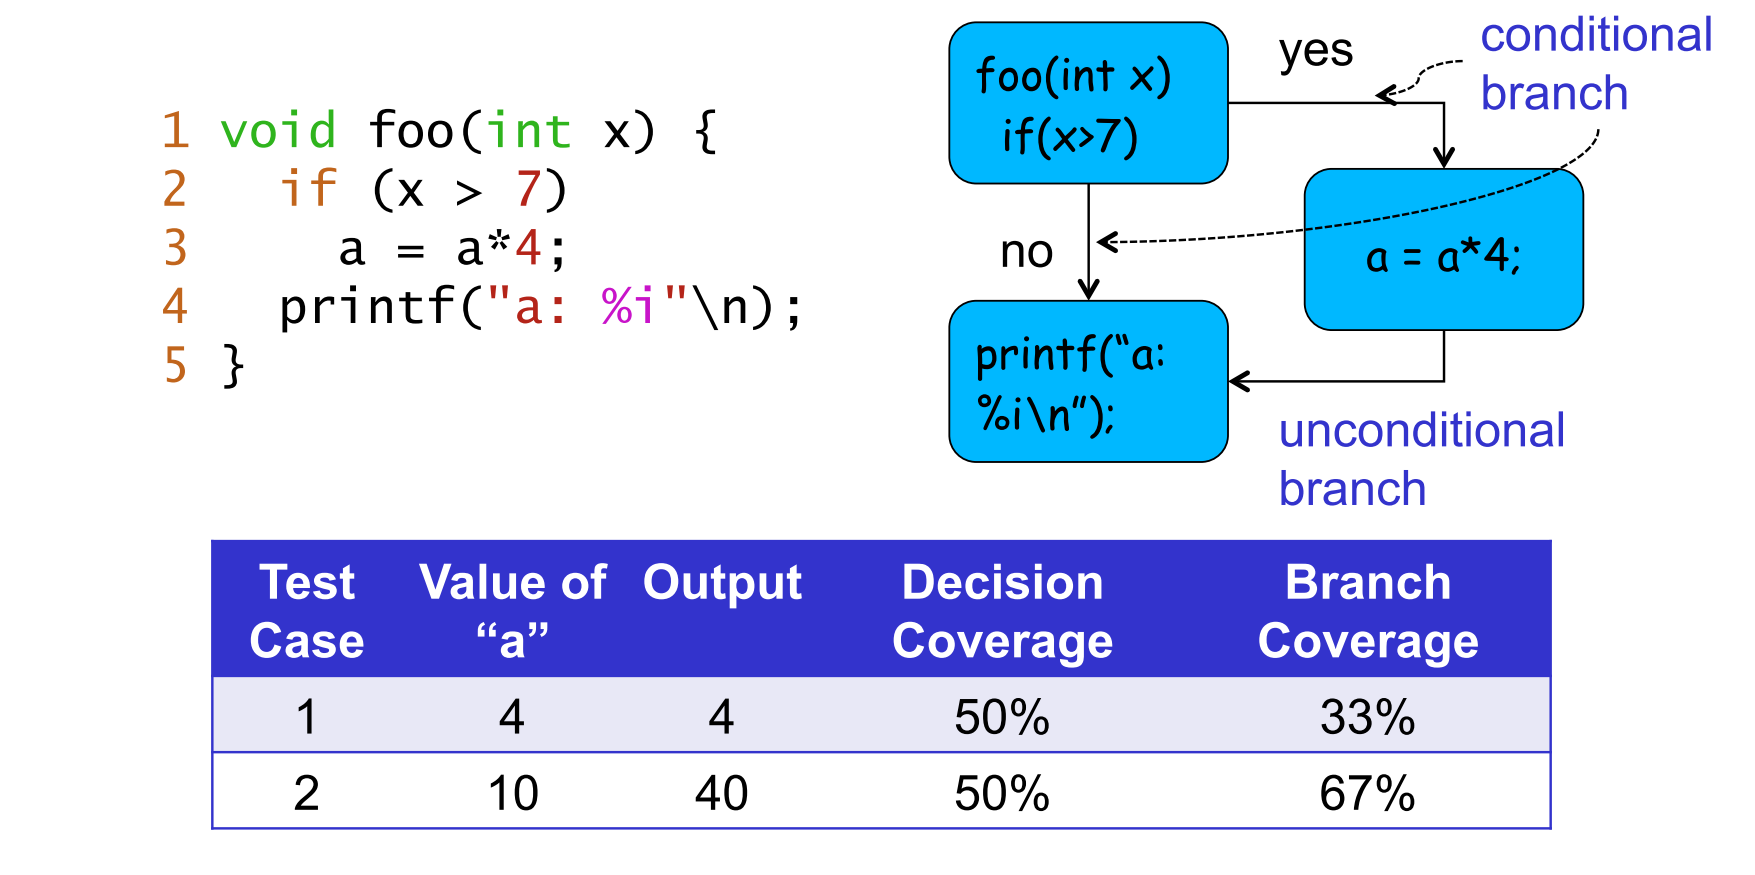 1 void foo(int x) {
2   if (x > 7)
3     a = a*4;
4   printf("a: %i"\n);
5 }
foo(int x)
if(x>7)
yes
conditional
branch
no
a = a*4;
printf(“a:
%i\n”);
unconditional
branch
Test Case | Value of “a” | Output | Decision Coverage | Branch Coverage
1 | 4 | 4 | 50% | 33%
2 | 10 | 40 | 50% | 67%